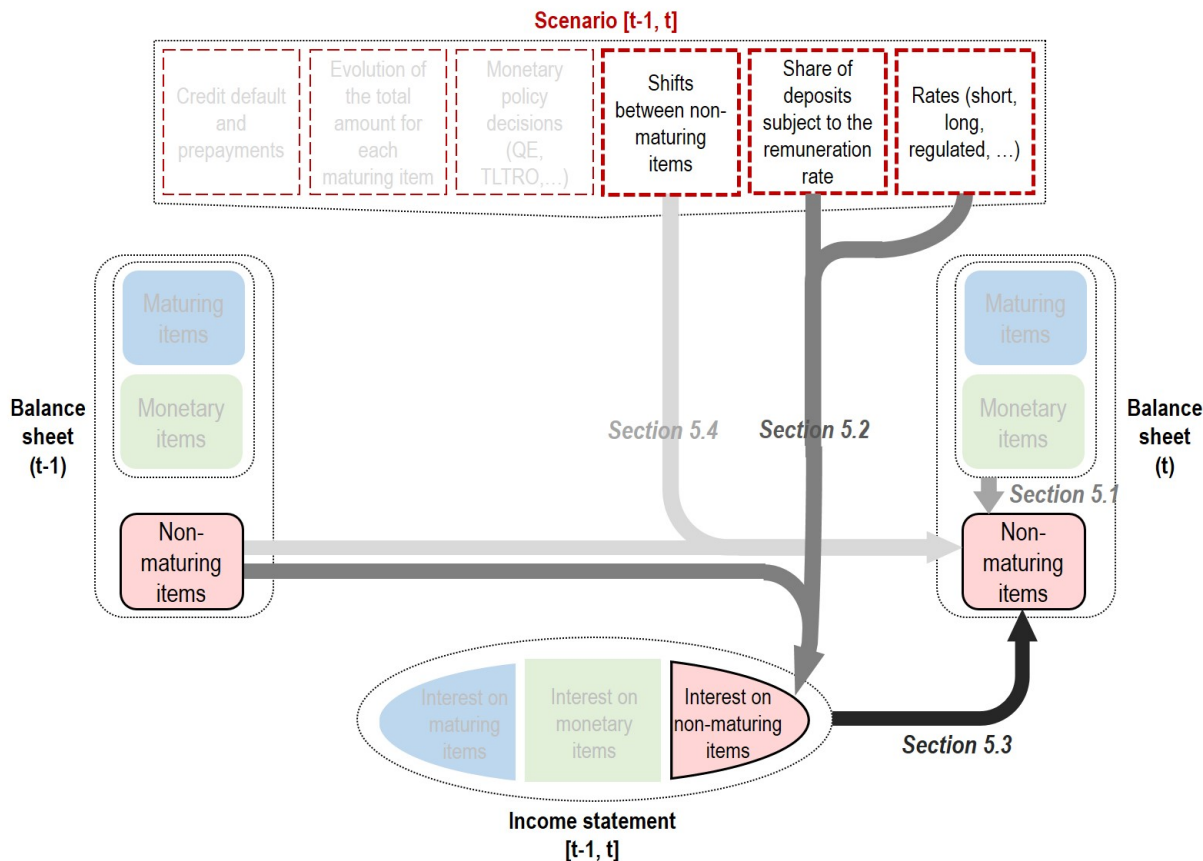 Scenario [t-1, t]
Credit default
and
prepayments
Evolution of
the total
amount for
each
maturing item
Monetary
policy
decisions
(QE,
TLTRO,...)
Shifts
between non-
maturing
items
Share of
deposits
subject to the
remuneration
rate
Rates (short,
long,
regulated, ...)
Balance
sheet
(t-1)
Maturing
items
Monetary
items
Non-
maturing
items
Section 5.4
Section 5.2
Maturing
items
Monetary
items
Balance
sheet
(t)
Section 5.1
Non-
maturing
items
Interest on
maturing
items
Interest on
monetary
items
Interest on
non-maturing
items
Section 5.3
Income statement
[t-1, t]